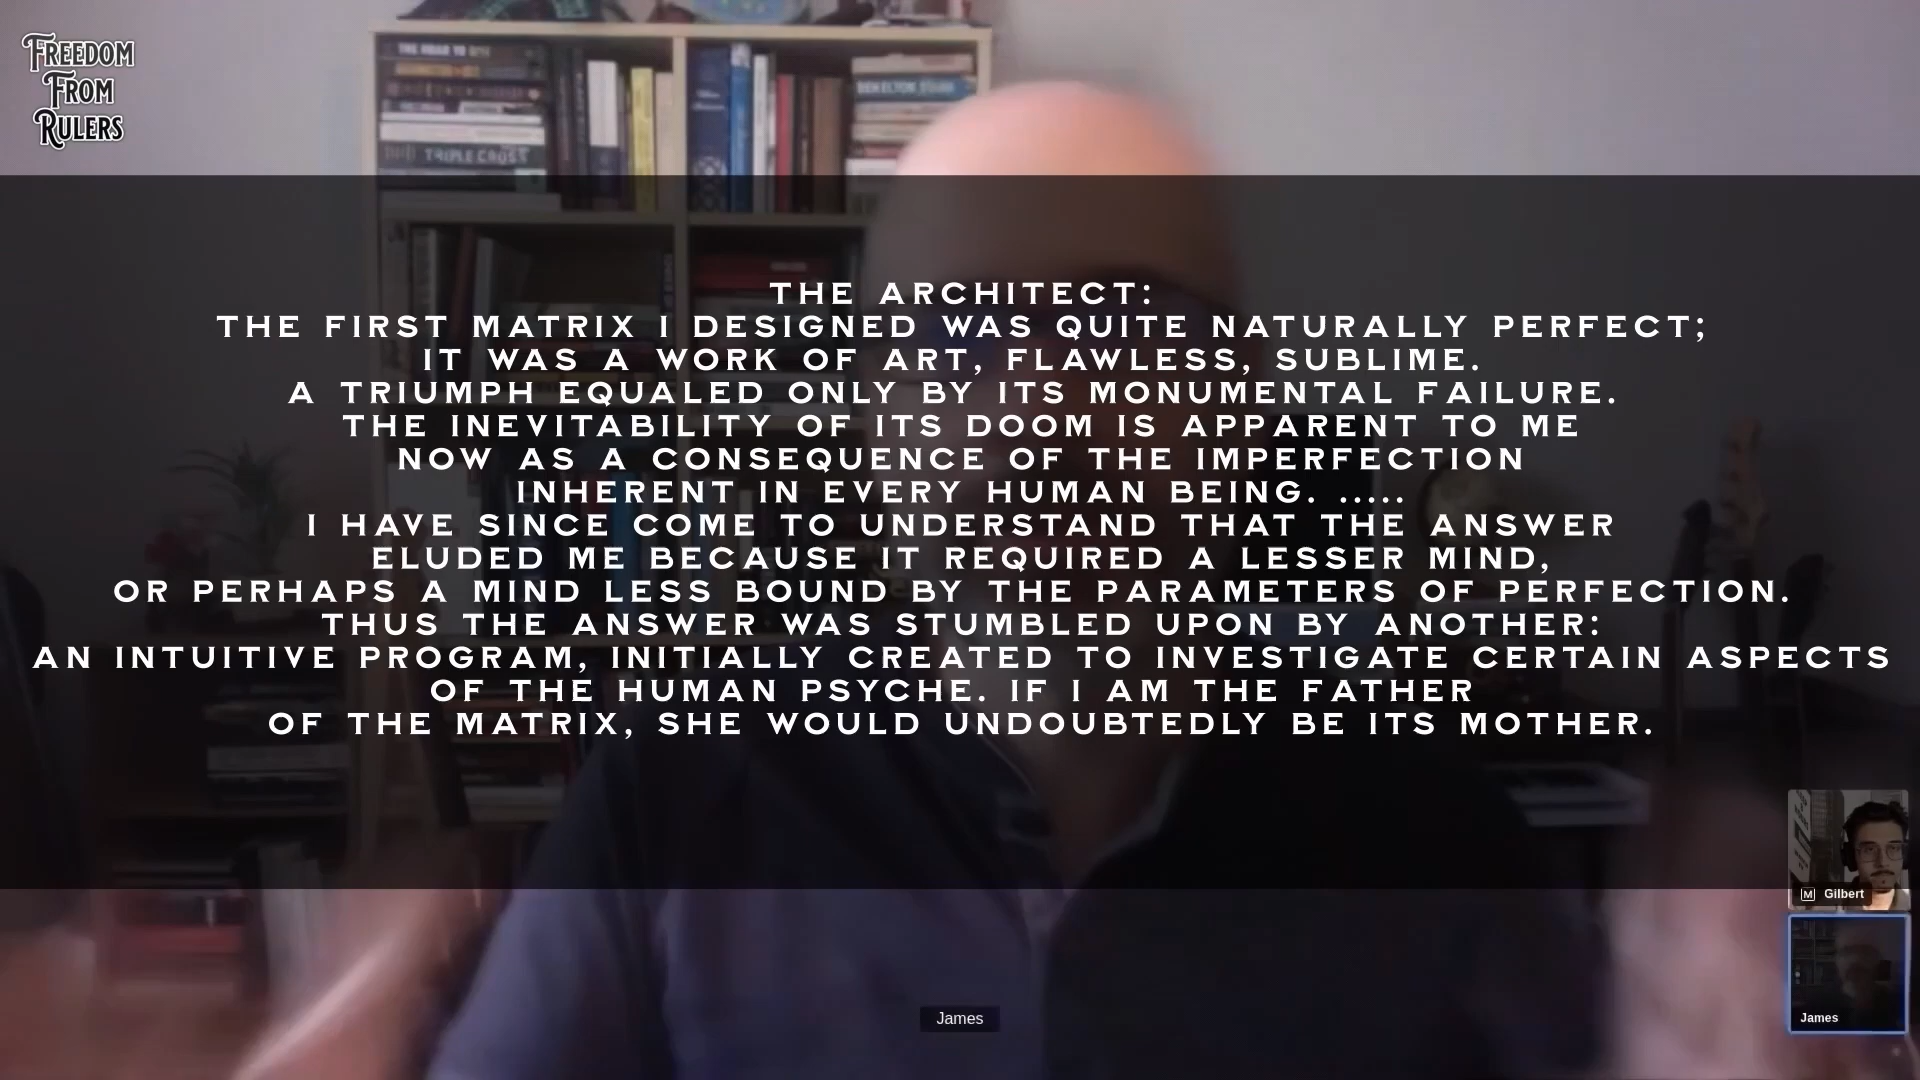 FREEDOM
FROM
RULERS
TRIPLE CROSS
THE ARCHITECT:
THE FIRST MATRIX I DESIGNED WAS QUITE NATURALLY PERFECT;
IT WAS A WORK OF ART, FLAWLESS, SUBLIME.
A TRIUMPH EQUALED ONLY BY ITS MONUMENTAL FAILURE.
THE INEVITABILITY OF ITS DOOM IS APPARENT TO ME
NOW AS A CONSEQUENCE OF THE IMPERFECTION
INHERENT IN EVERY HUMAN BEING. .....
I HAVE SINCE COME TO UNDERSTAND THAT THE ANSWER
ELUDED ME BECAUSE IT REQUIRED A LESSER MIND,
OR PERHAPS A MIND LESS BOUND BY THE PARAMETERS OF PERFECTION.
THUS THE ANSWER WAS STUMBLED UPON BY ANOTHER:
AN INTUITIVE PROGRAM, INITIALLY CREATED TO INVESTIGATE CERTAIN ASPECTS
OF THE HUMAN PSYCHE. IF I AM THE FATHER
OF THE MATRIX, SHE WOULD UNDOUBTEDLY BE ITS MOTHER.
M Gilbert
James
James